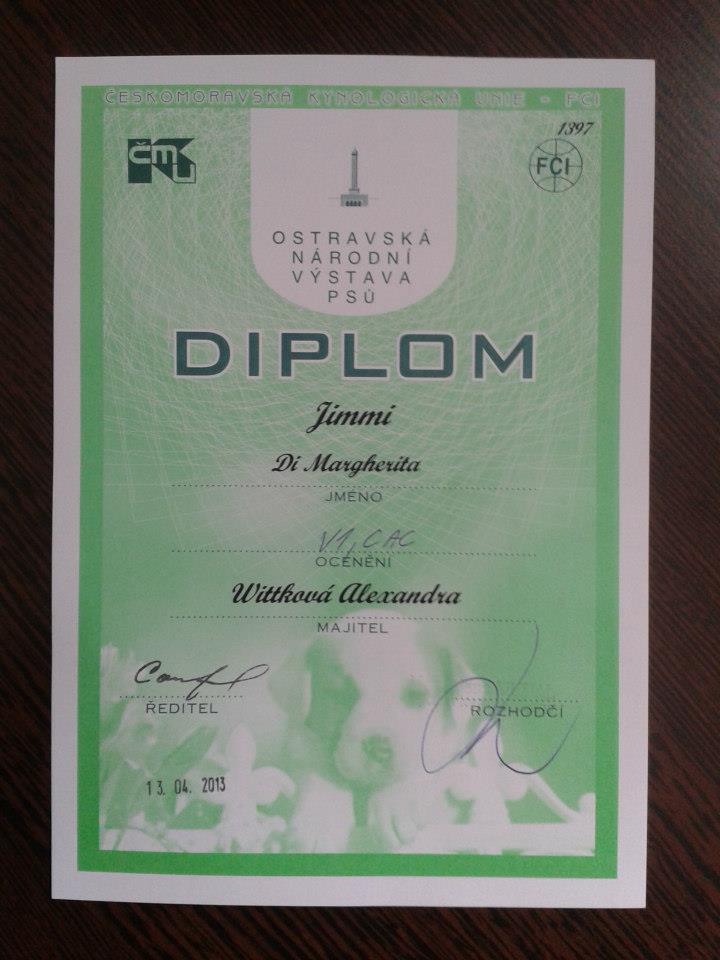 ČESKOMORAVSKÁ KYNOLOGICKÁ UNIE - FCI
1397
ČMKU
FCI
OSTRAVSKÁ
NÁRODNÍ
VÝSTAVA
PSŮ
DIPLOM
Jimmi
Di Margherita
JMÉNO
V1, CAC
OCENĚNÍ
Wittková Alexandra
MAJITEL
ŘEDITEL
ROZHODČÍ
13. 04. 2013